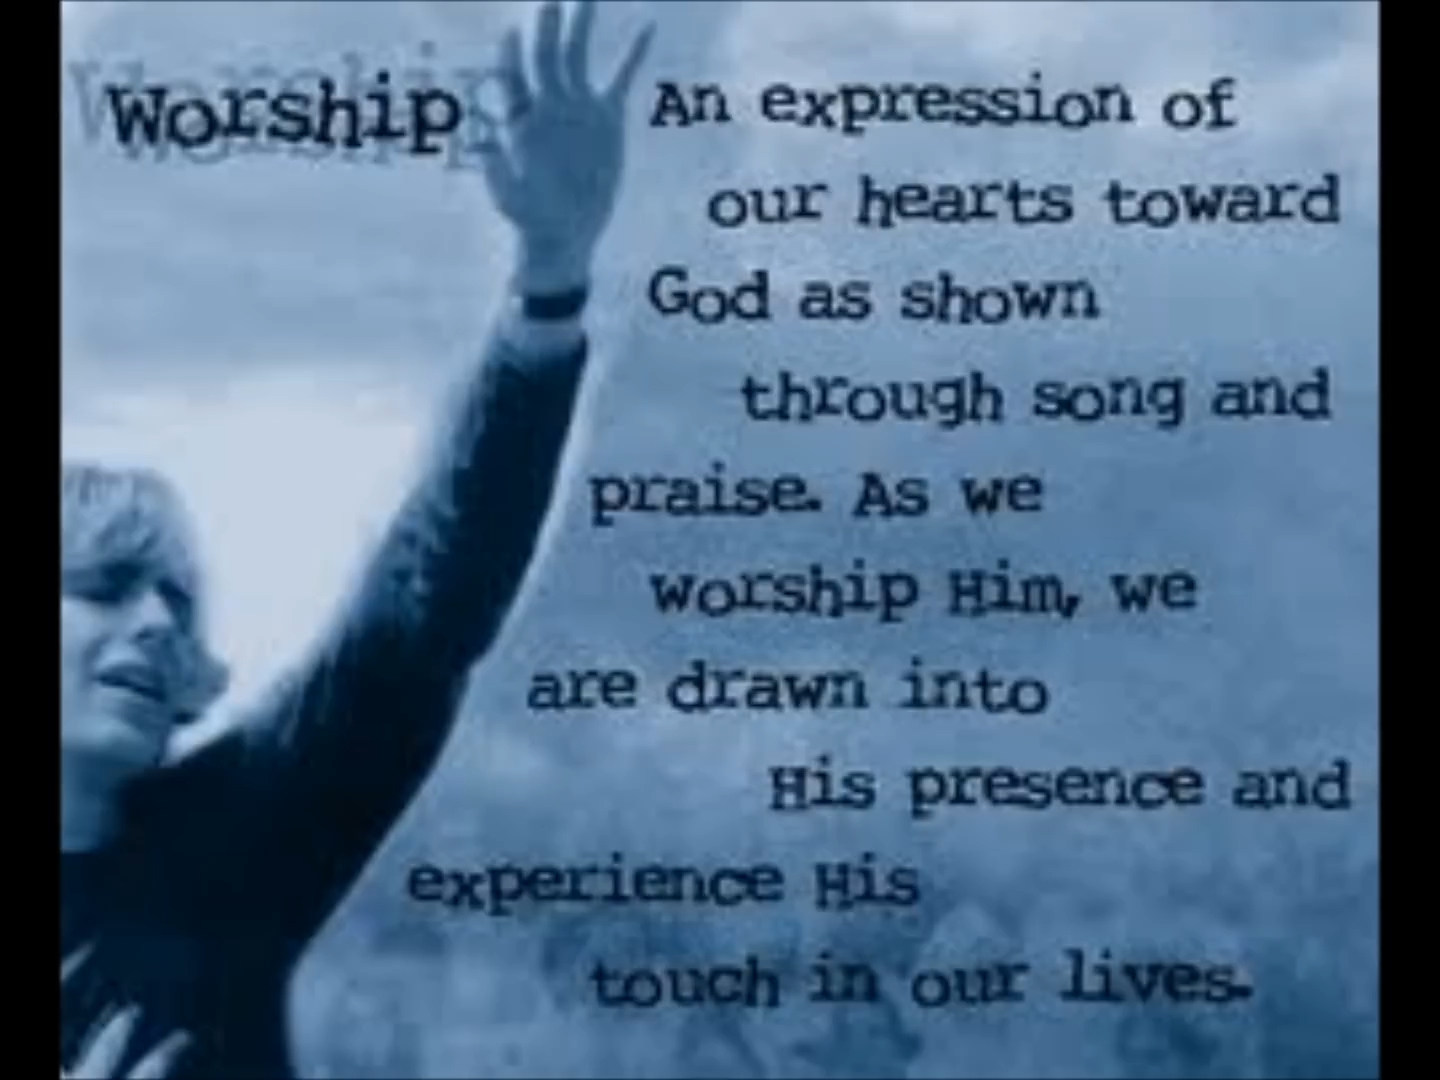 Worship
An expression of
our hearts toward
God as shown
through song and
praise. As we
worship Him, we
are drawn into
His presence and
experience His
touch in our lives.